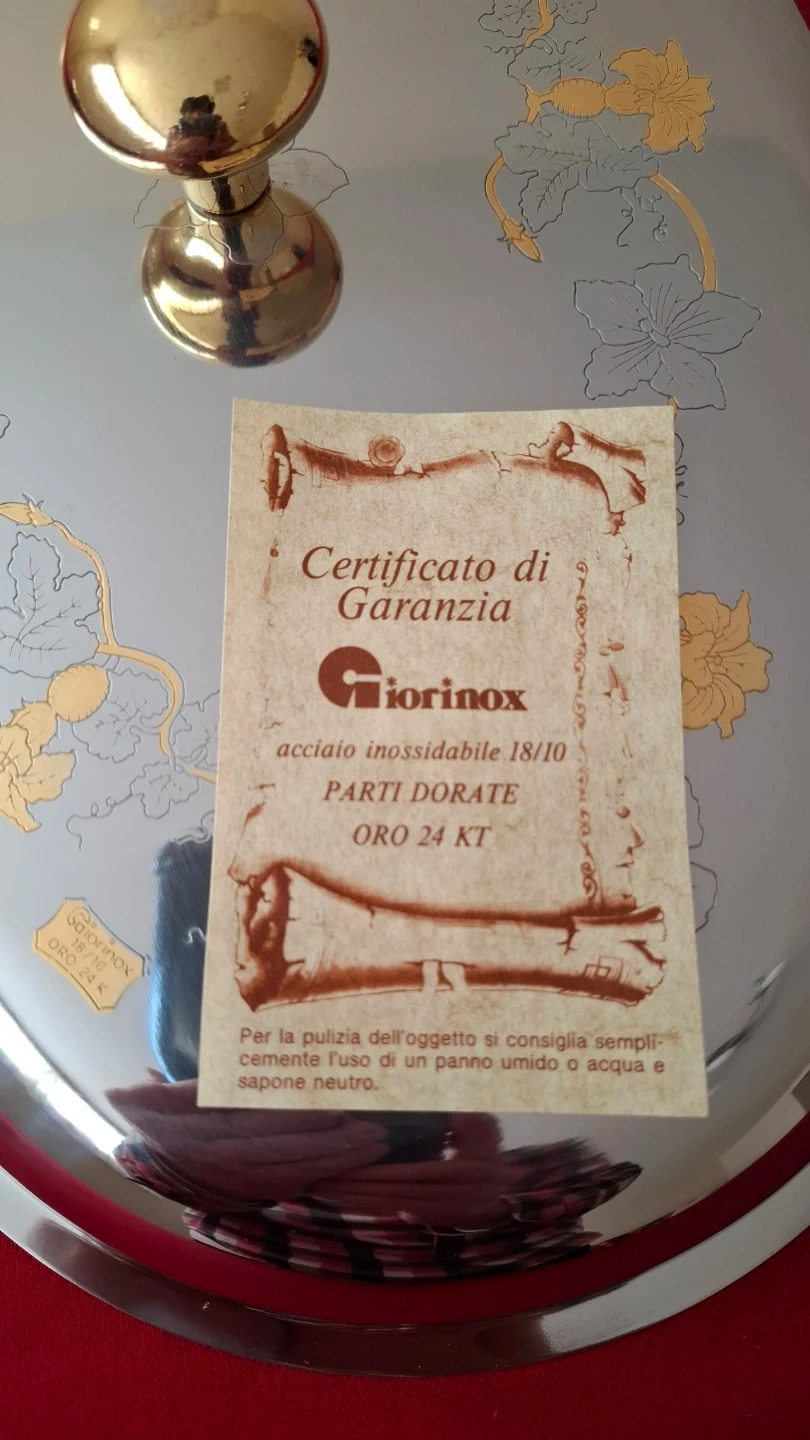 Certificato di
Garanzia
Giorinox
acciaio inossidabile 18/10
PARTI DORATE
ORO 24 KT
Per la pulizia dell'oggetto si consiglia sempli-
cemente l'uso di un panno umido o acqua e
sapone neutro.
Giorinox
18/10
ORO 24 K